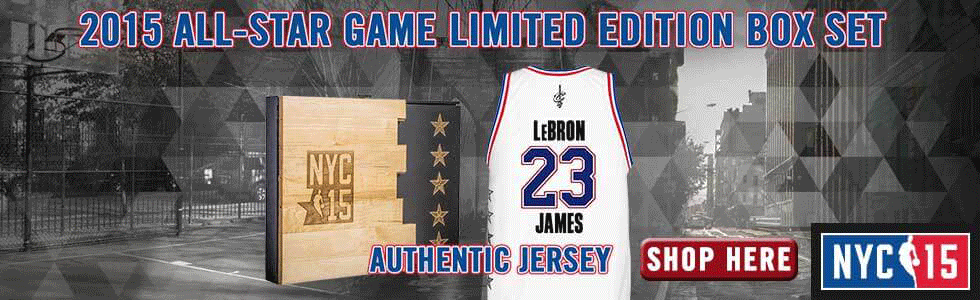 2015 ALL-STAR GAME LIMITED EDITION BOX SET
NYC
15
LeBRON
23
JAMES
AUTHENTIC JERSEY
SHOP HERE
NYC 15